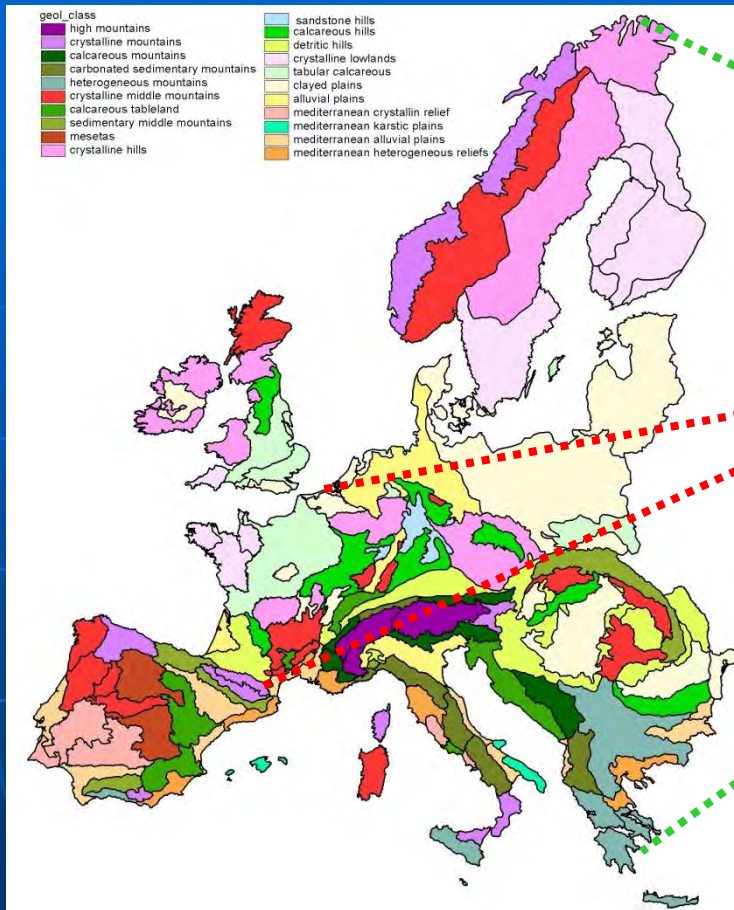 geol_class
high mountains
crystalline mountains
calcareous mountains
carbonated sedimentary mountains
heterogeneous mountains
crystalline middle mountains
calcareous tableland
sedimentary middle mountains
mesetas
crystalline hills
sandstone hills
calcareous hills
detritic hills
crystalline lowlands
tabular calcareous
clayed plains
alluvial plains
mediterranean crystallin relief
mediterranean karstic plains
mediterranean alluvial plains
mediterranean heterogeneous reliefs